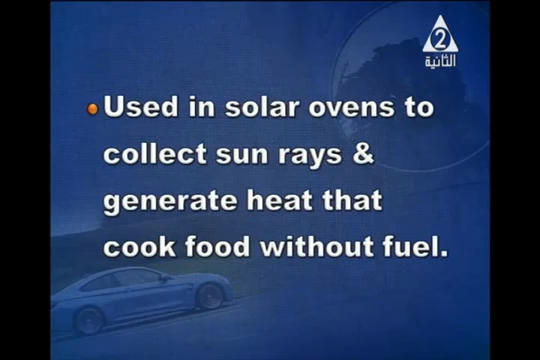 2
الثانية
Used in solar ovens to
collect sun rays &
generate heat that
cook food without fuel.